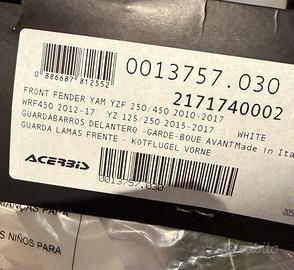 0013757.030
0 886687 812552
2171740002
FRONT FENDER YAM YZF 250/450 2010-2017
WRF450 2012-17 YZ 125/250 2015-2017 WHITE
GUARDABARROS DELANTERO -GARDE-BOUE AVANT Made in Ita
GUARDA LAMAS FRENTE - KOTFLUGEL VORNE
ACERBIS
0013757.030
PARA
S NIÑOS PARA
subito